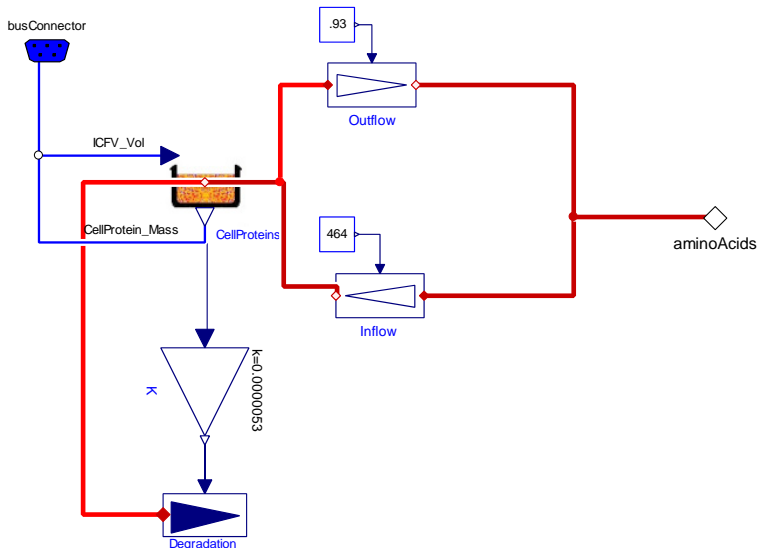 busConnector
.93
Outflow
ICFV_Vol
CellProtein_Mass
CellProteins
464
aminoAcids
Inflow
k=0.0000053
K
Degradation